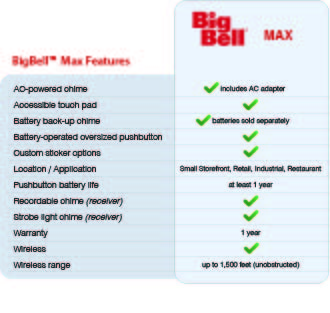 Big
Bell® MAX
BigBell™ Max Features
AC-powered chime includes AC adapter
Accessible touch pad
Battery back-up chime batteries sold separately
Battery-operated oversized pushbutton
Custom sticker options
Location / Application Small Storefront, Retail, Industrial, Restaurant
Pushbutton battery life at least 1 year
Recordable chime (receiver)
Strobe light chime (receiver)
Warranty 1 year
Wireless
Wireless range up to 1,500 feet (unobstructed)